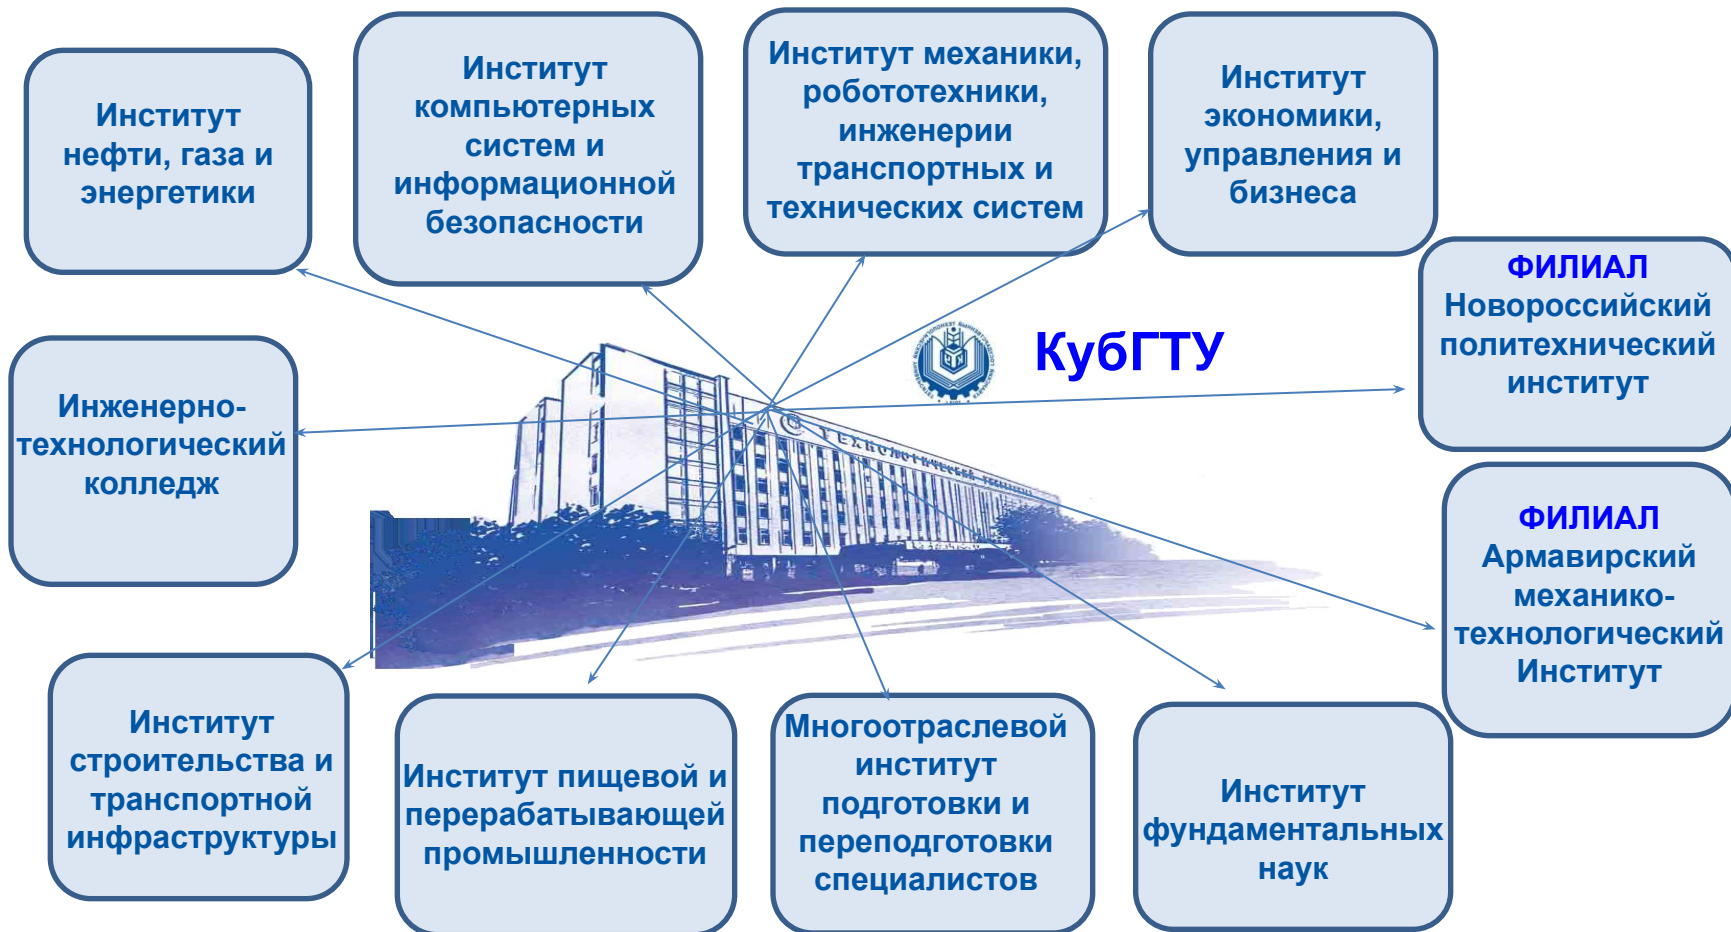 Институт
нефти, газа и
энергетики
Институт
компьютерных
систем и
информационной
безопасности
Институт механики,
робототехники,
инженерии
транспортных и
технических систем
Институт
экономики,
управления и
бизнеса
ФИЛИАЛ
Новороссийский
политехнический
институт
КубГТУ
Инженерно-
технологический
колледж
ТЕХНОЛОГИЧЕСКИЙ
ФИЛИАЛ
Армавирский
механико-
технологический
Институт
Институт
строительства и
транспортной
инфраструктуры
Институт пищевой и
перерабатывающей
промышленности
Многоотраслевой
институт
подготовки и
переподготовки
специалистов
Институт
фундаментальных
наук